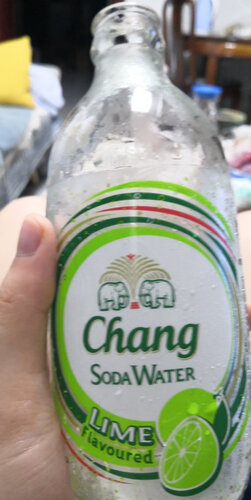 Chang
SODA WATER
LIME
Flavoured